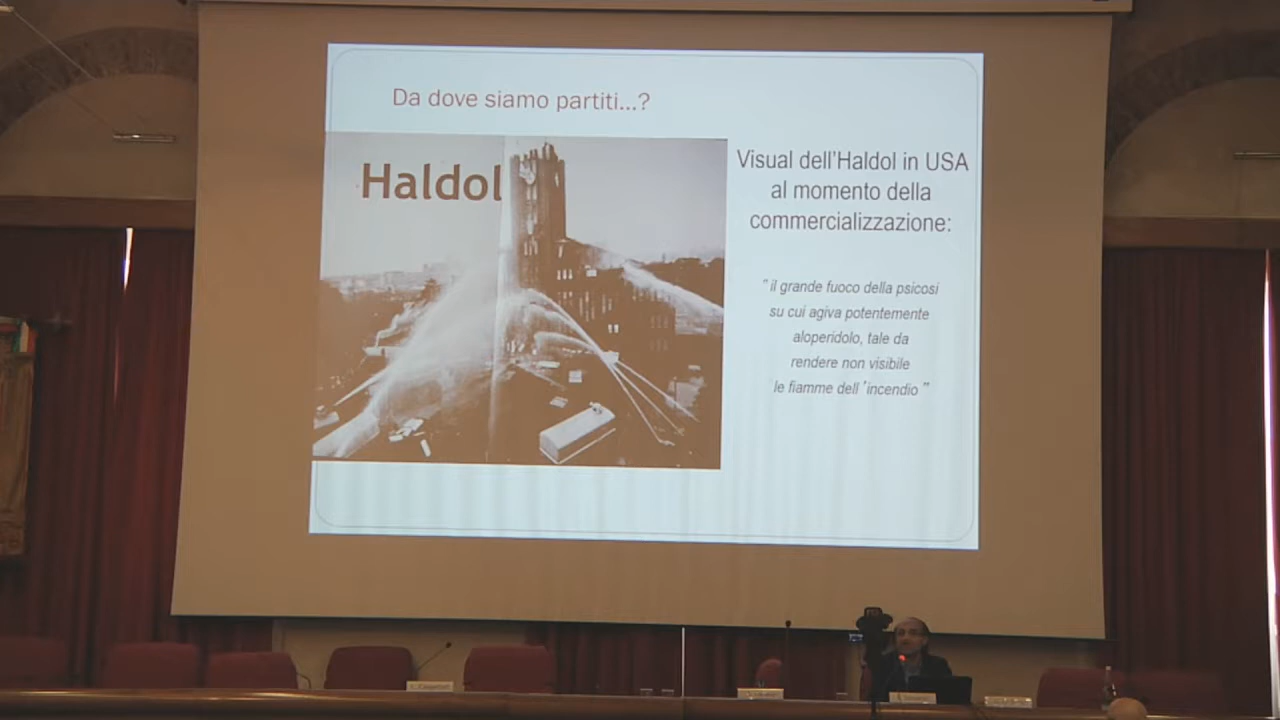 Da dove siamo partiti...?
Haldol
Visual dell'Haldol in USA
al momento della
commercializzazione:
" il grande fuoco della psicosi
su cui agiva potentemente
aloperidolo, tale da
rendere non visibile
le fiamme dell 'incendio "